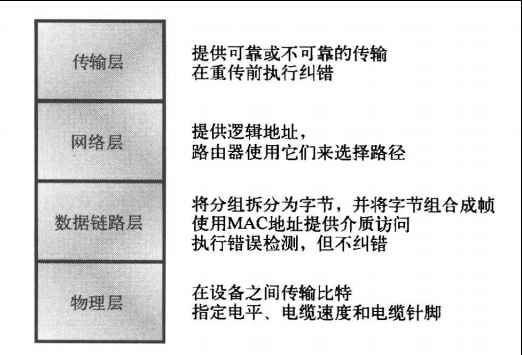 传输层
提供可靠或不可靠的传输
在重传前执行纠错
网络层
提供逻辑地址，
路由器使用它们来选择路径
数据链路层
将分组拆分为字节，并将字节组合成帧
使用MAC地址提供介质访问
执行错误检测，但不纠错
物理层
在设备之间传输比特
指定电平、电缆速度和电缆针脚